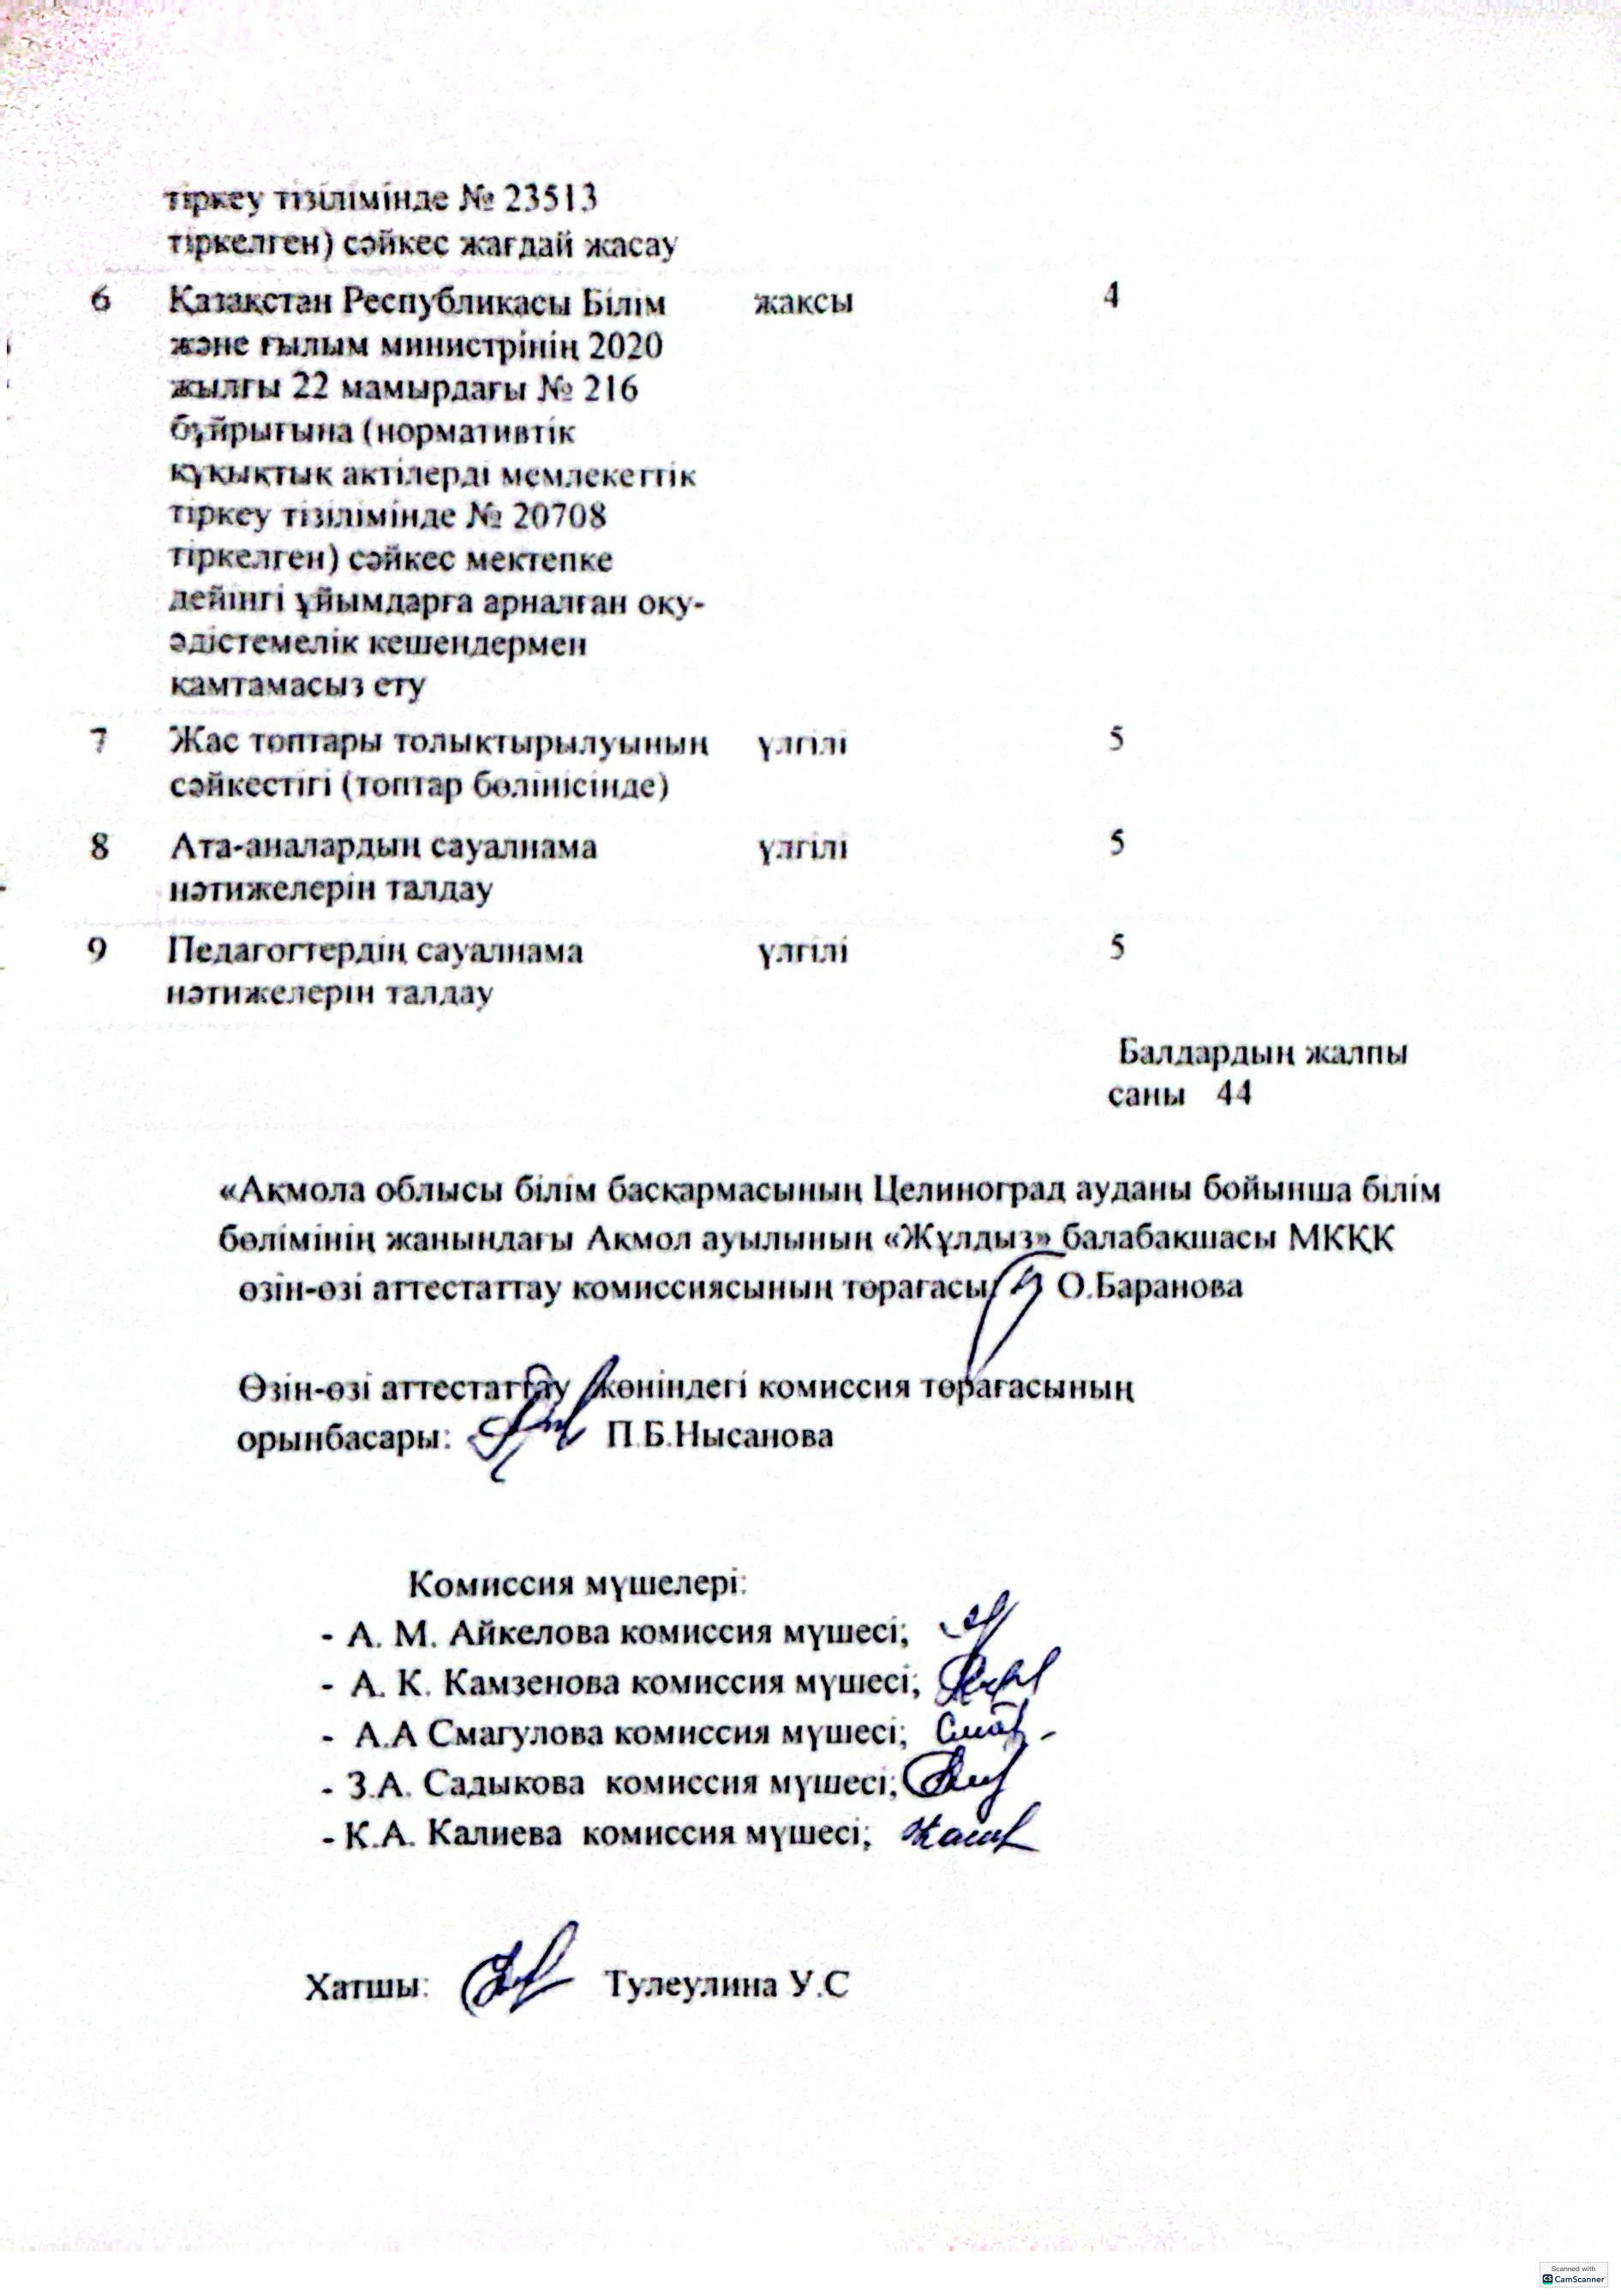 тіркеу тізілімінде № 23513
тіркелген) сәйкес жағдай жасау
6 Қазақстан Республикасы Білім жақсы 4
және ғылым министрінің 2020
жылғы 22 мамырдағы № 216
бұйрығына (нормативтік
құқықтық актілерді мемлекеттік
тіркеу тізілімінде № 20708
тіркелген) сәйкес мектепке
дейінгі ұйымдарға арналған оқу-
әдістемелік кешендермен
қамтамасыз ету
7 Жас топтары толықтырылуының үлгілі 5
сәйкестігі (топтар бөлінісінде)
8 Ата-аналардың сауалнама үлгілі 5
нәтижелерін талдау
9 Педагогтердің сауалнама үлгілі 5
нәтижелерін талдау
Балдардың жалпы
саны 44
«Ақмола облысы білім басқармасының Целиноград ауданы бойынша білім
бөлімінің жанындағы Ақмол ауылының «Жұлдыз» балабақшасы МКҚК
өзін-өзі аттестаттау комиссиясының төрағасы О.Баранова
Өзін-өзі аттестаттау жөніндегі комиссия төрағасының
орынбасары: П.Б.Нысанова
Комиссия мүшелері:
- А. М. Айкелова комиссия мүшесі;
- А. К. Камзенова комиссия мүшесі;
- А.А Смагулова комиссия мүшесі;
- З.А. Садыкова комиссия мүшесі;
- К.А. Калиева комиссия мүшесі;
Хатшы: Тулеулина У.С
Scanned with
CS CamScanner